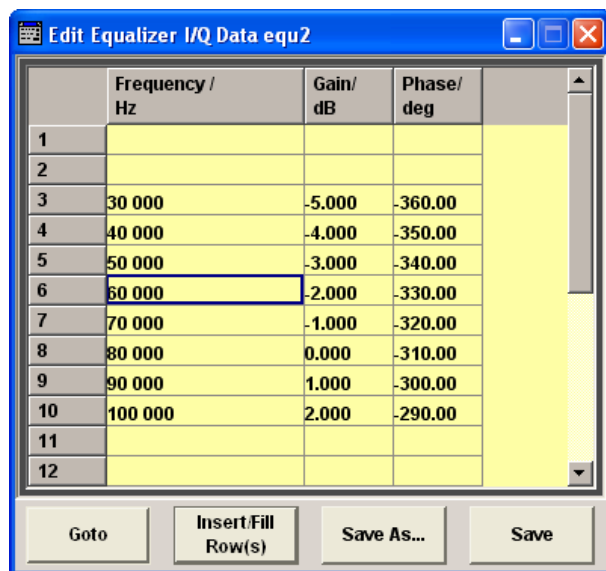 Edit Equalizer I/Q Data equ2
Frequency / Hz Gain/ dB Phase/ deg
1
2
3 30 000 -5.000 -360.00
4 40 000 -4.000 -350.00
5 50 000 -3.000 -340.00
6 60 000 -2.000 -330.00
7 70 000 -1.000 -320.00
8 80 000 0.000 -310.00
9 90 000 1.000 -300.00
10 100 000 2.000 -290.00
11
12
Goto Insert/Fill Row(s) Save As... Save